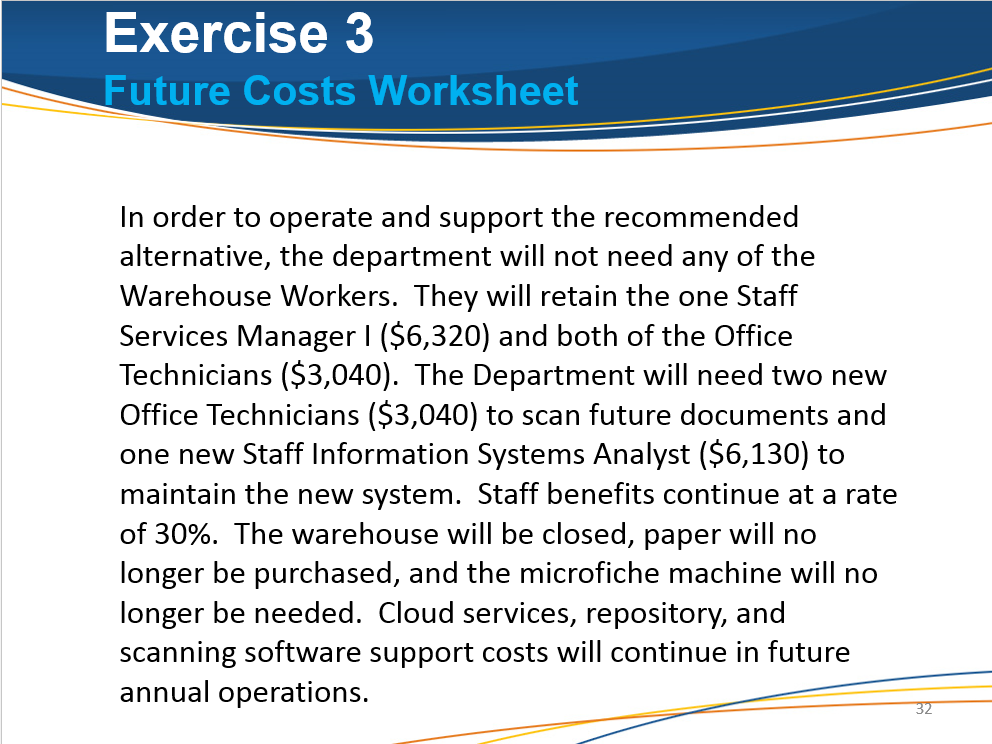 Exercise 3
Future Costs Worksheet
In order to operate and support the recommended
alternative, the department will not need any of the
Warehouse Workers.  They will retain the one Staff
Services Manager I ($6,320) and both of the Office
Technicians ($3,040).  The Department will need two new
Office Technicians ($3,040) to scan future documents and
one new Staff Information Systems Analyst ($6,130) to
maintain the new system.  Staff benefits continue at a rate
of 30%.  The warehouse will be closed, paper will no
longer be purchased, and the microfiche machine will no
longer be needed.  Cloud services, repository, and
scanning software support costs will continue in future
annual operations.
32